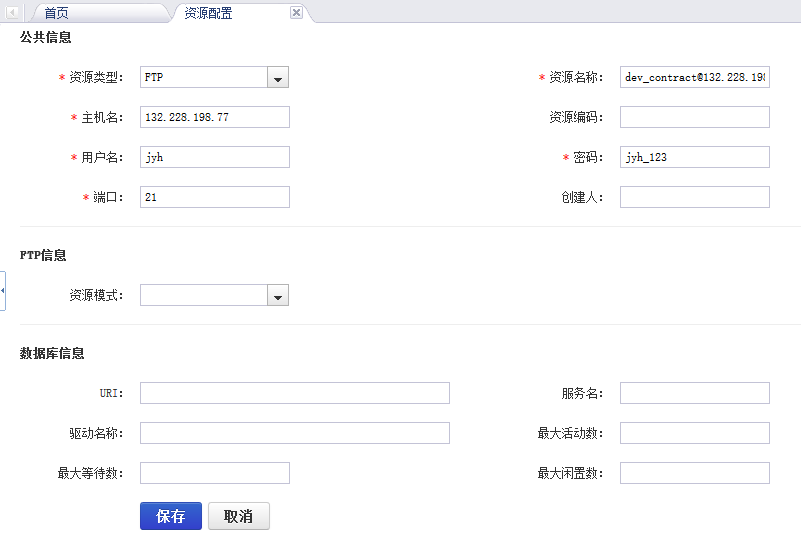 首页 资源配置
公共信息
* 资源类型： FTP * 资源名称： dev_contract@132.228.198
* 主机名： 132.228.198.77 资源编码：
* 用户名： jyh * 密码： jyh_123
* 端口： 21 创建人：
FTP信息
资源模式：
数据库信息
URI： 服务名：
驱动名称： 最大活动数：
最大等待数： 最大闲置数：
保存 取消